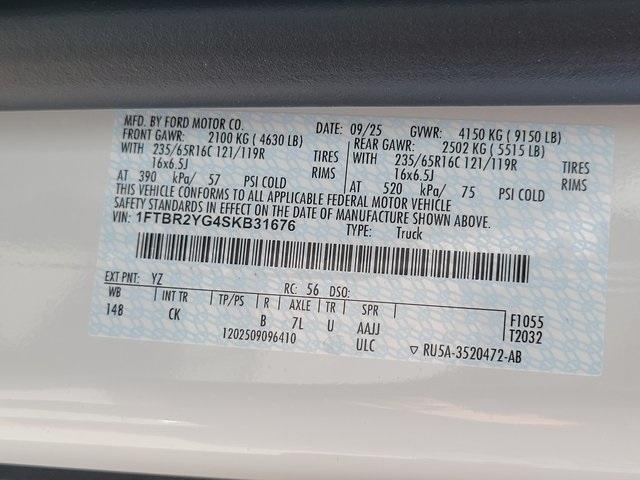 MFD. BY FORD MOTOR CO.
DATE: 09/25 GVWR: 4150 KG ( 9150 LB)
FRONT GAWR: 2100 KG ( 4630 LB)
REAR GAWR: 2502 KG ( 5515 LB)
WITH 235/65R16C 121/119R TIRES
WITH 235/65R16C 121/119R TIRES
16x6.5J RIMS
16x6.5J RIMS
AT 390 kPa/ 57 PSI COLD
AT 520 kPa/ 75 PSI COLD
THIS VEHICLE CONFORMS TO ALL APPLICABLE FEDERAL MOTOR VEHICLE
SAFETY STANDARDS IN EFFECT ON THE DATE OF MANUFACTURE SHOWN ABOVE.
VIN: 1FTBR2YG4SKB31676
TYPE: Truck
EXT PNT: YZ RC: 56 DSO:
WB INT TR TP/PS R AXLE TR SPR
148 CK B 7L U AAJJ
ULC
1202509096410
F1055
T2032
▽ RU5A-3520472-AB